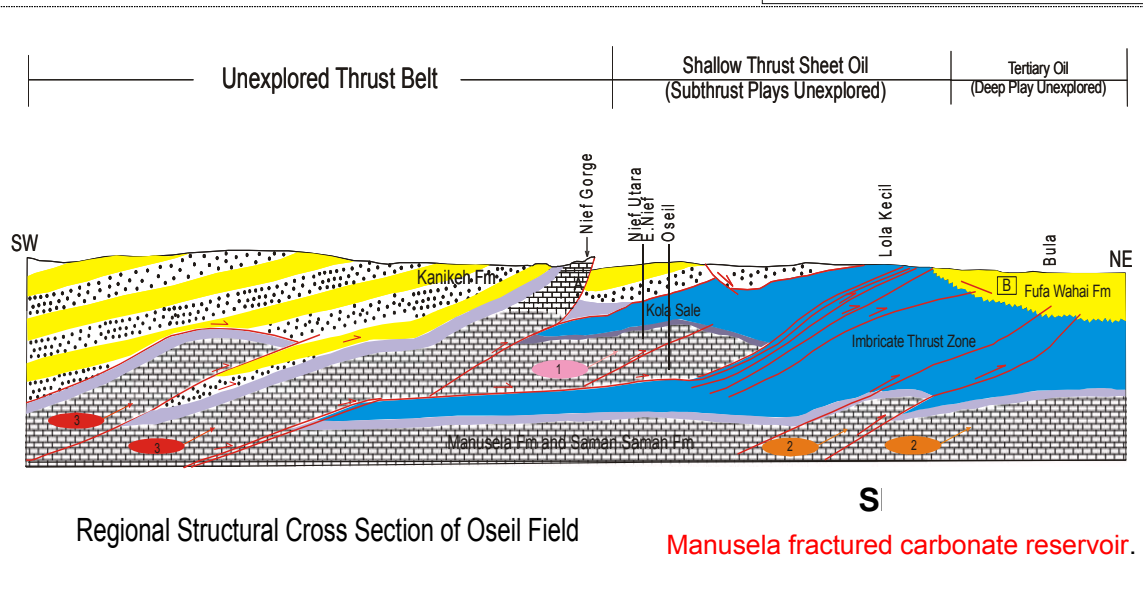 Unexplored Thrust Belt
Shallow Thrust Sheet Oil
(Subthrust Plays Unexplored)
Tertiary Oil
(Deep Play Unexplored)
SW
Nief Gorge
Nief Utara
E.Nief
Oseil
Lola Kecil
Bula
NE
Kanikeh Fm
B
Fufa Wahai Fm
Kola Sale
Imbricate Thrust Zone
1
3
3
Manusela Fm and Saman Saman Fm
2
2
S
Regional Structural Cross Section of Oseil Field
Manusela fractured carbonate reservoir.